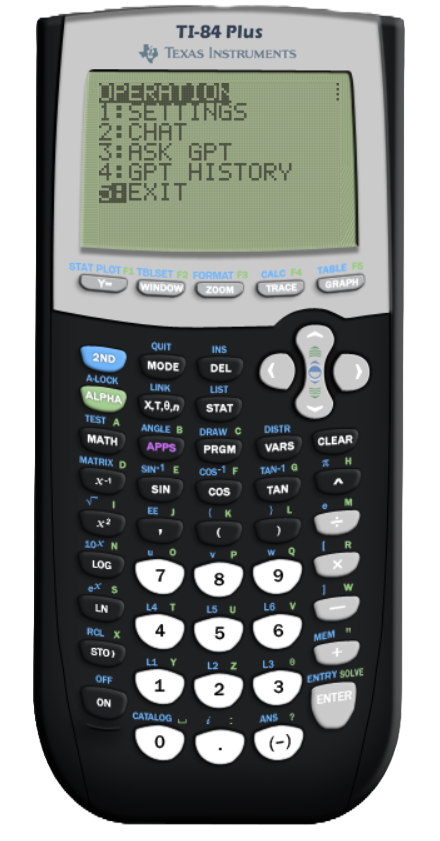 TI-84 Plus
TEXAS INSTRUMENTS
OPERATION
1:SETTINGS
2:CHAT
3:ASK GPT
4:GPT HISTORY
5:EXIT
STAT PLOT F1 TBLSET F2 FORMAT F3 CALC F4 TABLE F5
Y= WINDOW ZOOM TRACE GRAPH
QUIT INS
2ND MODE DEL
A-LOCK LINK LIST
ALPHA X,T,θ,n STAT
TEST A ANGLE B DRAW C DISTR
MATH APPS PRGM VARS CLEAR
MATRIX D SIN⁻¹ E COS⁻¹ F TAN⁻¹ G π H
x⁻¹ SIN COS TAN ^
√ I EE J { K } L e M
x² , ( ) ÷
10ˣ N u O v P w Q [ R
LOG 7 8 9 ×
eˣ S L4 T L5 U L6 V ] W
LN 4 5 6 −
RCL X L1 Y L2 Z L3 θ MEM "
STO› 1 2 3 +
OFF CATALOG ␣ i : ANS ? ENTRY SOLVE
ON 0 . (-) ENTER